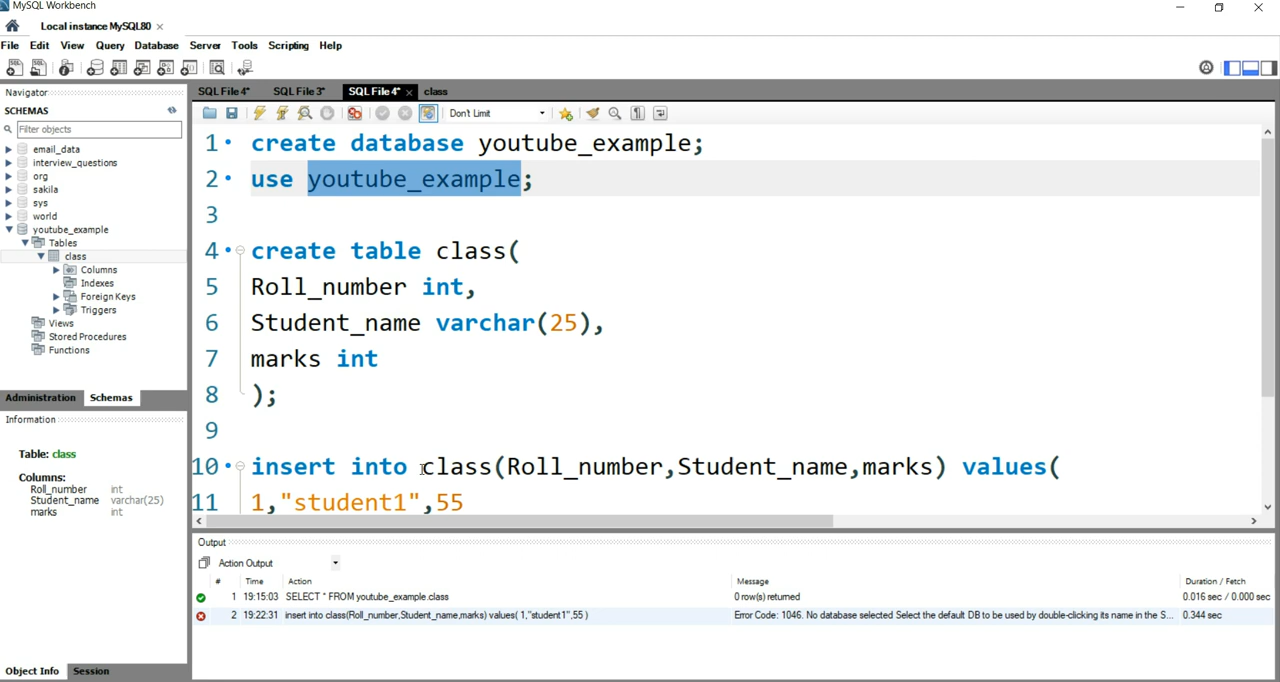 MySQL Workbench
Local instance MySQL80 ×
File Edit View Query Database Server Tools Scripting Help
Navigator
SCHEMAS
Filter objects
email_data
interview_questions
org
sakila
sys
world
youtube_example
Tables
class
Columns
Indexes
Foreign Keys
Triggers
Views
Stored Procedures
Functions
Administration Schemas
Information
Table: class
Columns:
Roll_number int
Student_name varchar(25)
marks int
Object Info Session
SQL File 4* SQL File 3* SQL File 4* × class
Don't Limit
1 create database youtube_example;
2 use youtube_example;
3
4 create table class(
5 Roll_number int,
6 Student_name varchar(25),
7 marks int
8 );
9
10 insert into class(Roll_number,Student_name,marks) values(
11 1,"student1",55
Output
Action Output
# Time Action Message Duration / Fetch
1 19:15:03 SELECT * FROM youtube_example.class 0 row(s) returned 0.016 sec / 0.000 sec
2 19:22:31 insert into class(Roll_number,Student_name,marks) values( 1,"student1",55 ) Error Code: 1046. No database selected Select the default DB to be used by double-clicking its name in the S... 0.344 sec